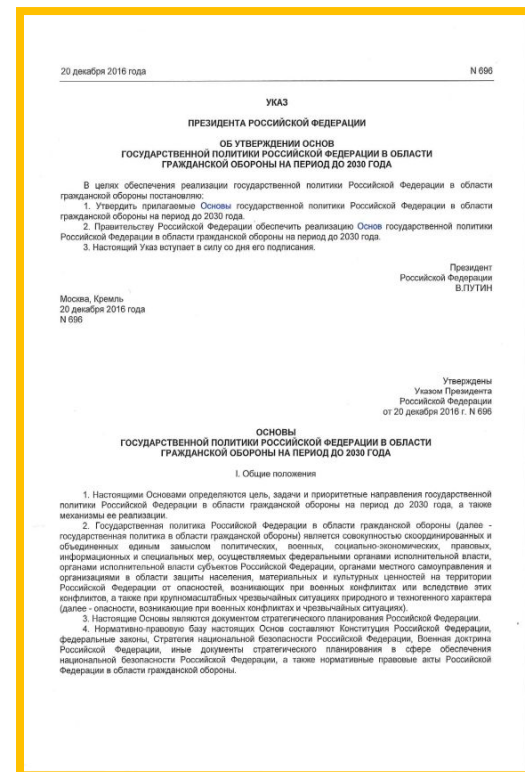 20 декабря 2016 года N 696
УКАЗ
ПРЕЗИДЕНТА РОССИЙСКОЙ ФЕДЕРАЦИИ
ОБ УТВЕРЖДЕНИИ ОСНОВ
ГОСУДАРСТВЕННОЙ ПОЛИТИКИ РОССИЙСКОЙ ФЕДЕРАЦИИ В ОБЛАСТИ
ГРАЖДАНСКОЙ ОБОРОНЫ НА ПЕРИОД ДО 2030 ГОДА
В целях обеспечения реализации государственной политики Российской Федерации в области
гражданской обороны постановляю:
1. Утвердить прилагаемые Основы государственной политики Российской Федерации в области
гражданской обороны на период до 2030 года.
2. Правительству Российской Федерации обеспечить реализацию Основ государственной политики
Российской Федерации в области гражданской обороны на период до 2030 года.
3. Настоящий Указ вступает в силу со дня его подписания.
Президент
Российской Федерации
В.ПУТИН
Москва, Кремль
20 декабря 2016 года
N 696
Утверждены
Указом Президента
Российской Федерации
от 20 декабря 2016 г. N 696
ОСНОВЫ
ГОСУДАРСТВЕННОЙ ПОЛИТИКИ РОССИЙСКОЙ ФЕДЕРАЦИИ В ОБЛАСТИ
ГРАЖДАНСКОЙ ОБОРОНЫ НА ПЕРИОД ДО 2030 ГОДА
I. Общие положения
1. Настоящими Основами определяются цель, задачи и приоритетные направления государственной
политики Российской Федерации в области гражданской обороны на период до 2030 года, а также
механизмы ее реализации.
2. Государственная политика Российской Федерации в области гражданской обороны (далее -
государственная политика в области гражданской обороны) является совокупностью скоординированных и
объединенных единым замыслом политических, военных, социально-экономических, правовых,
информационных и специальных мер, осуществляемых федеральными органами исполнительной власти,
органами исполнительной власти субъектов Российской Федерации, органами местного самоуправления и
организациями в области защиты населения, материальных и культурных ценностей на территории
Российской Федерации от опасностей, возникающих при военных конфликтах или вследствие этих
конфликтов, а также при крупномасштабных чрезвычайных ситуациях природного и техногенного характера
(далее - опасности, возникающие при военных конфликтах и чрезвычайных ситуациях).
3. Настоящие Основы являются документом стратегического планирования Российской Федерации.
4. Нормативно-правовую базу настоящих Основ составляют Конституция Российской Федерации,
федеральные законы, Стратегия национальной безопасности Российской Федерации, Военная доктрина
Российской Федерации, иные документы стратегического планирования в сфере обеспечения
национальной безопасности Российской Федерации, а также нормативные правовые акты Российской
Федерации в области гражданской обороны.